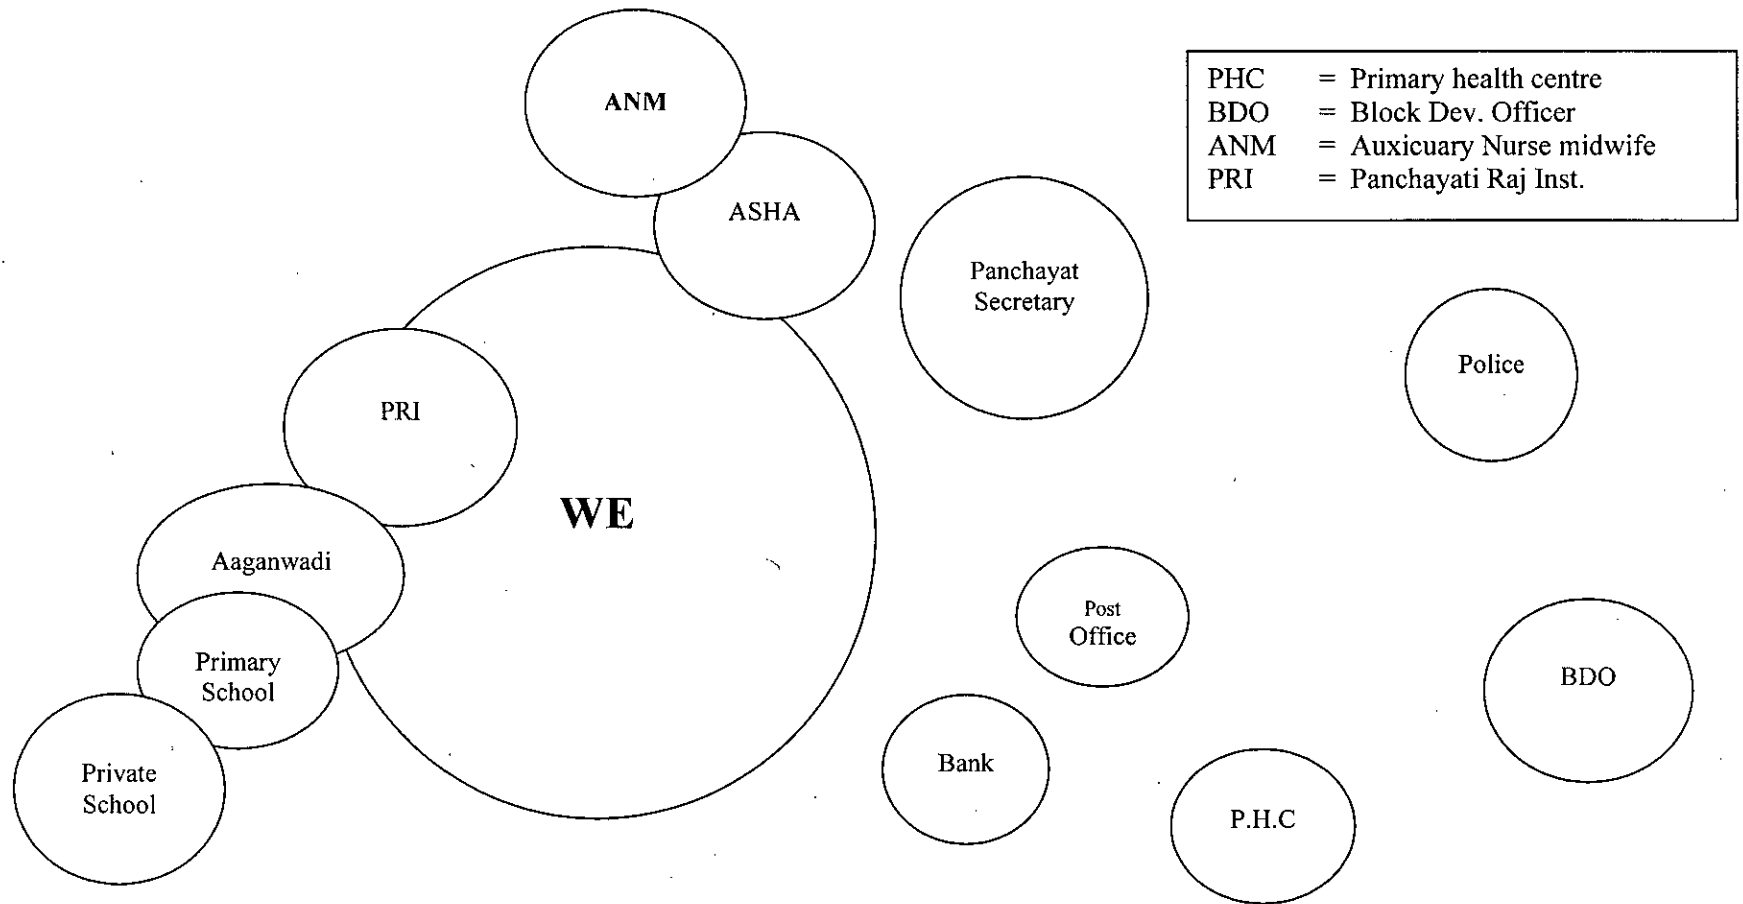 ANM
PHC = Primary health centre
BDO = Block Dev. Officer
ANM = Auxicuary Nurse midwife
PRI = Panchayati Raj Inst.
ASHA
Panchayat
Secretary
Police
PRI
WE
Aaganwadi
Post
Office
Primary
School
BDO
Bank
Private
School
P.H.C